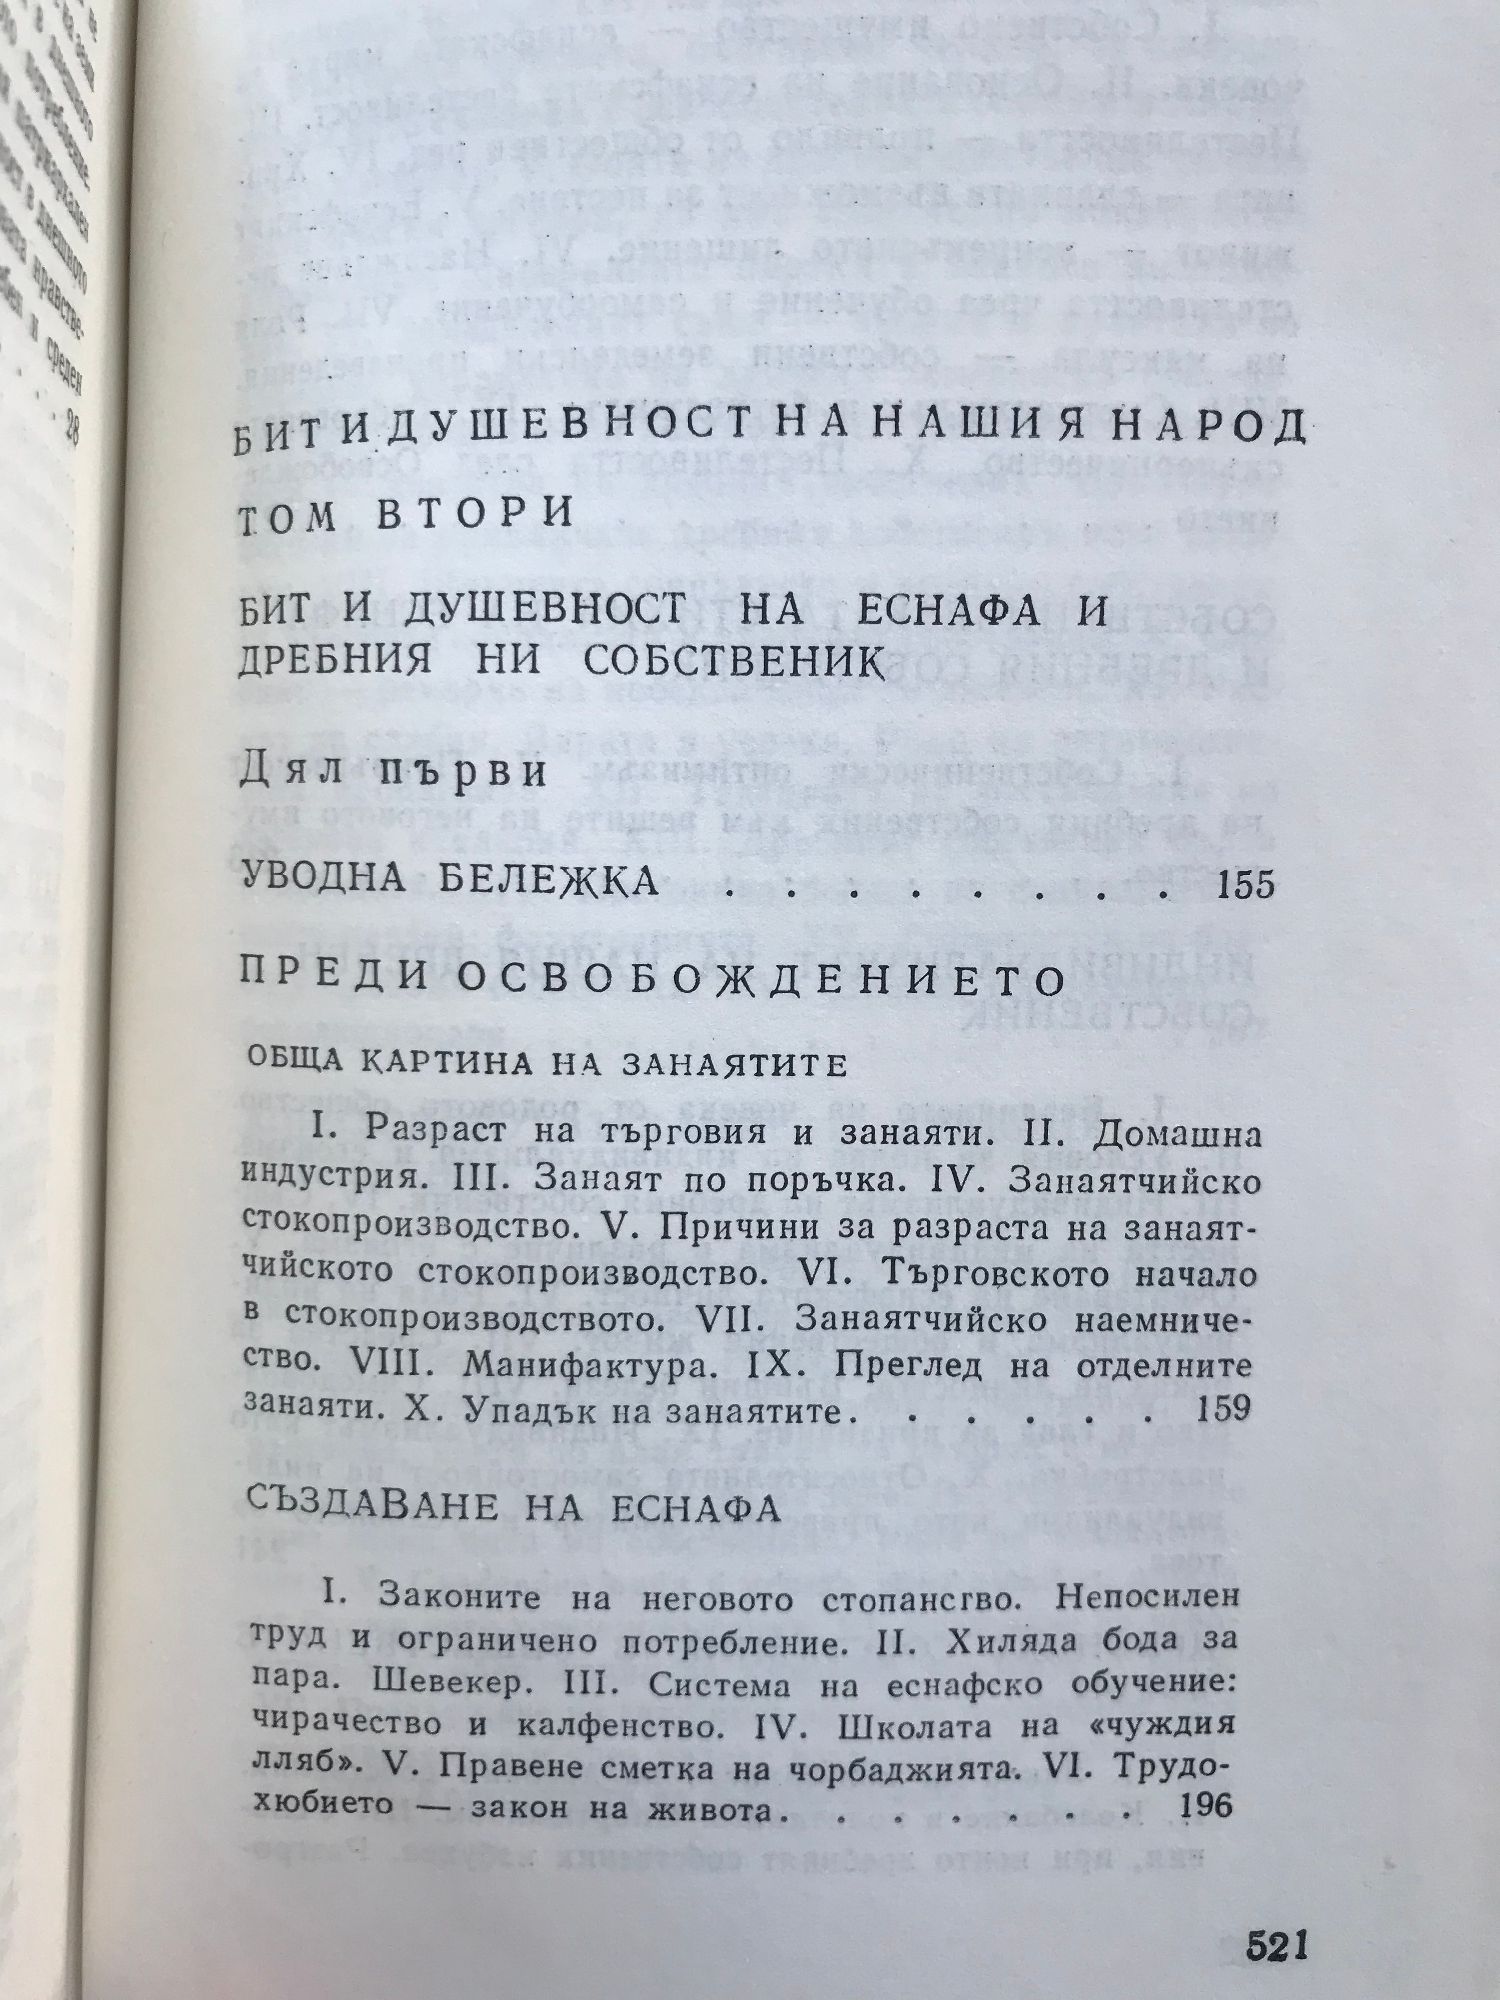 БИТ И ДУШЕВНОСТ НА НАШИЯ НАРОД
ТОМ ВТОРИ
БИТ И ДУШЕВНОСТ НА ЕСНАФА И
ДРЕБНИЯ НИ СОБСТВЕНИК
Дял първи
УВОДНА БЕЛЕЖКА . . . . . . . . 155
ПРЕДИ ОСВОБОЖДЕНИЕТО
ОБЩА КАРТИНА НА ЗАНАЯТИТЕ
I. Разраст на търговия и занаяти. II. Домашна
индустрия. III. Занаят по поръчка. IV. Занаятчийско
стокопроизводство. V. Причини за разраста на занаят-
чийското стокопроизводство. VI. Търговското начало
в стокопроизводството. VII. Занаятчийско наемниче-
ство. VIII. Манифактура. IX. Преглед на отделните
занаяти. X. Упадък на занаятите. . . . . . 159
СЪЗДАВАНЕ НА ЕСНАФА
I. Законите на неговото стопансгво. Непосилен
труд и ограничено потребление. II. Хиляда бода за
пара. Шевекер. III. Система на еснафско обучение:
чирачество и калфенство. IV. Школата на «чуждия
лляб». V. Правене сметка на чорбаджията. VI. Трудо-
хюбието — закон на живота. . . . . . . 196
521
среден
28